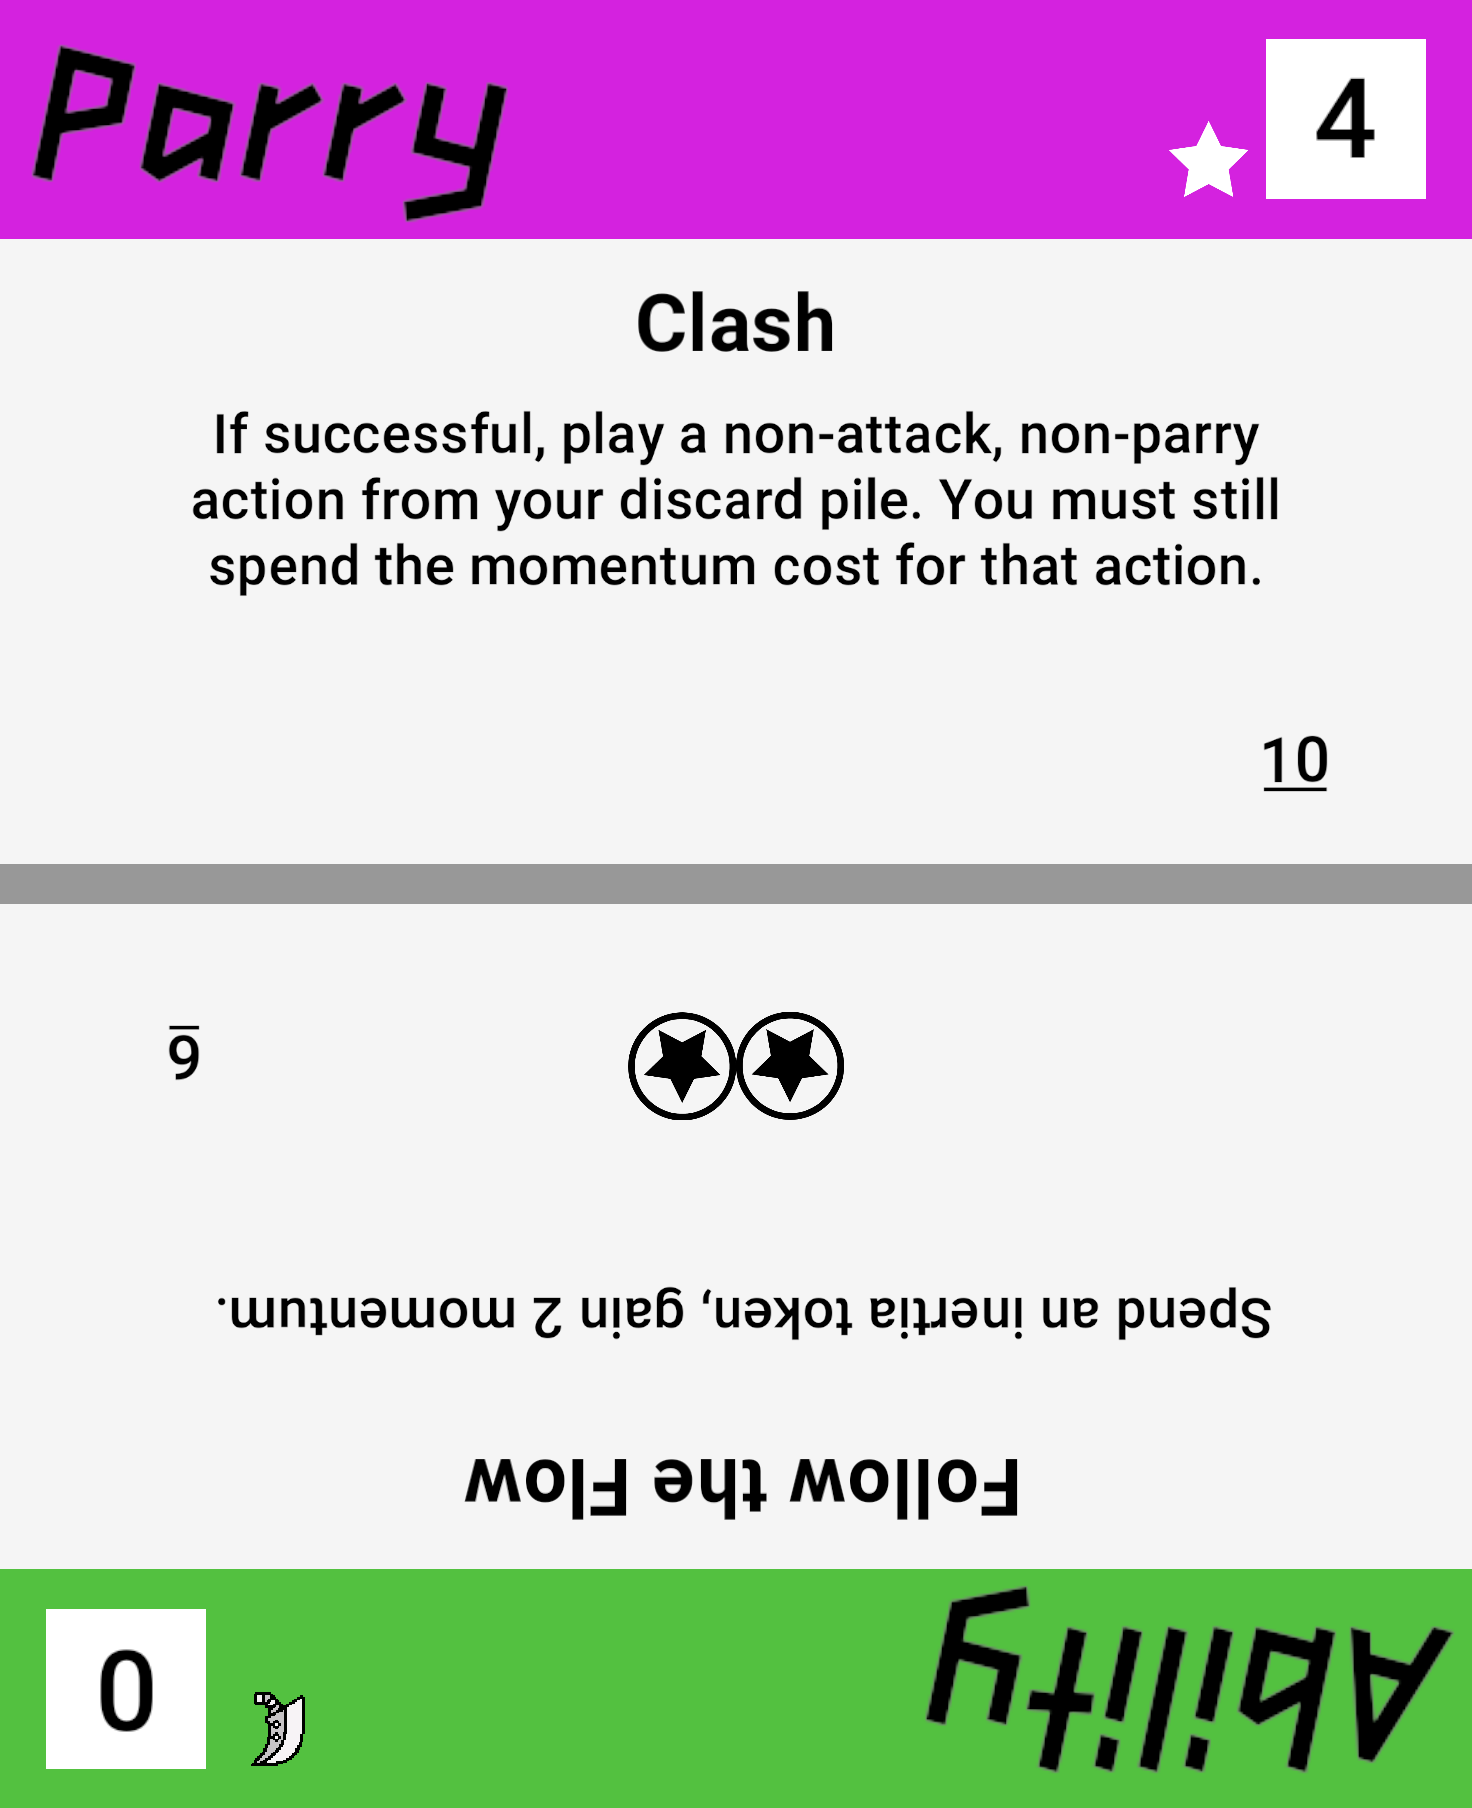 Parry
4
Clash
If successful, play a non-attack, non-parry
action from your discard pile. You must still
spend the momentum cost for that action.
10
Ability
0
Follow the Flow
Spend an inertia token, gain 2 momentum.
6